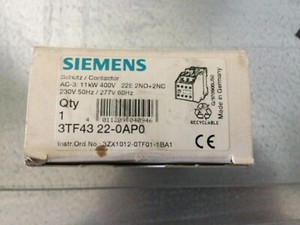 SIEMENS
Schütz / Contactor
AC-3: 11kW 400V 22E 2NO+2NC
230V 50Hz / 277V 60Hz
Qty
1
3TF43 22-0AP0
Instr.Ord No.: 3ZX1012-0TF01-1BA1
Made in Germany
RECYCLABLE